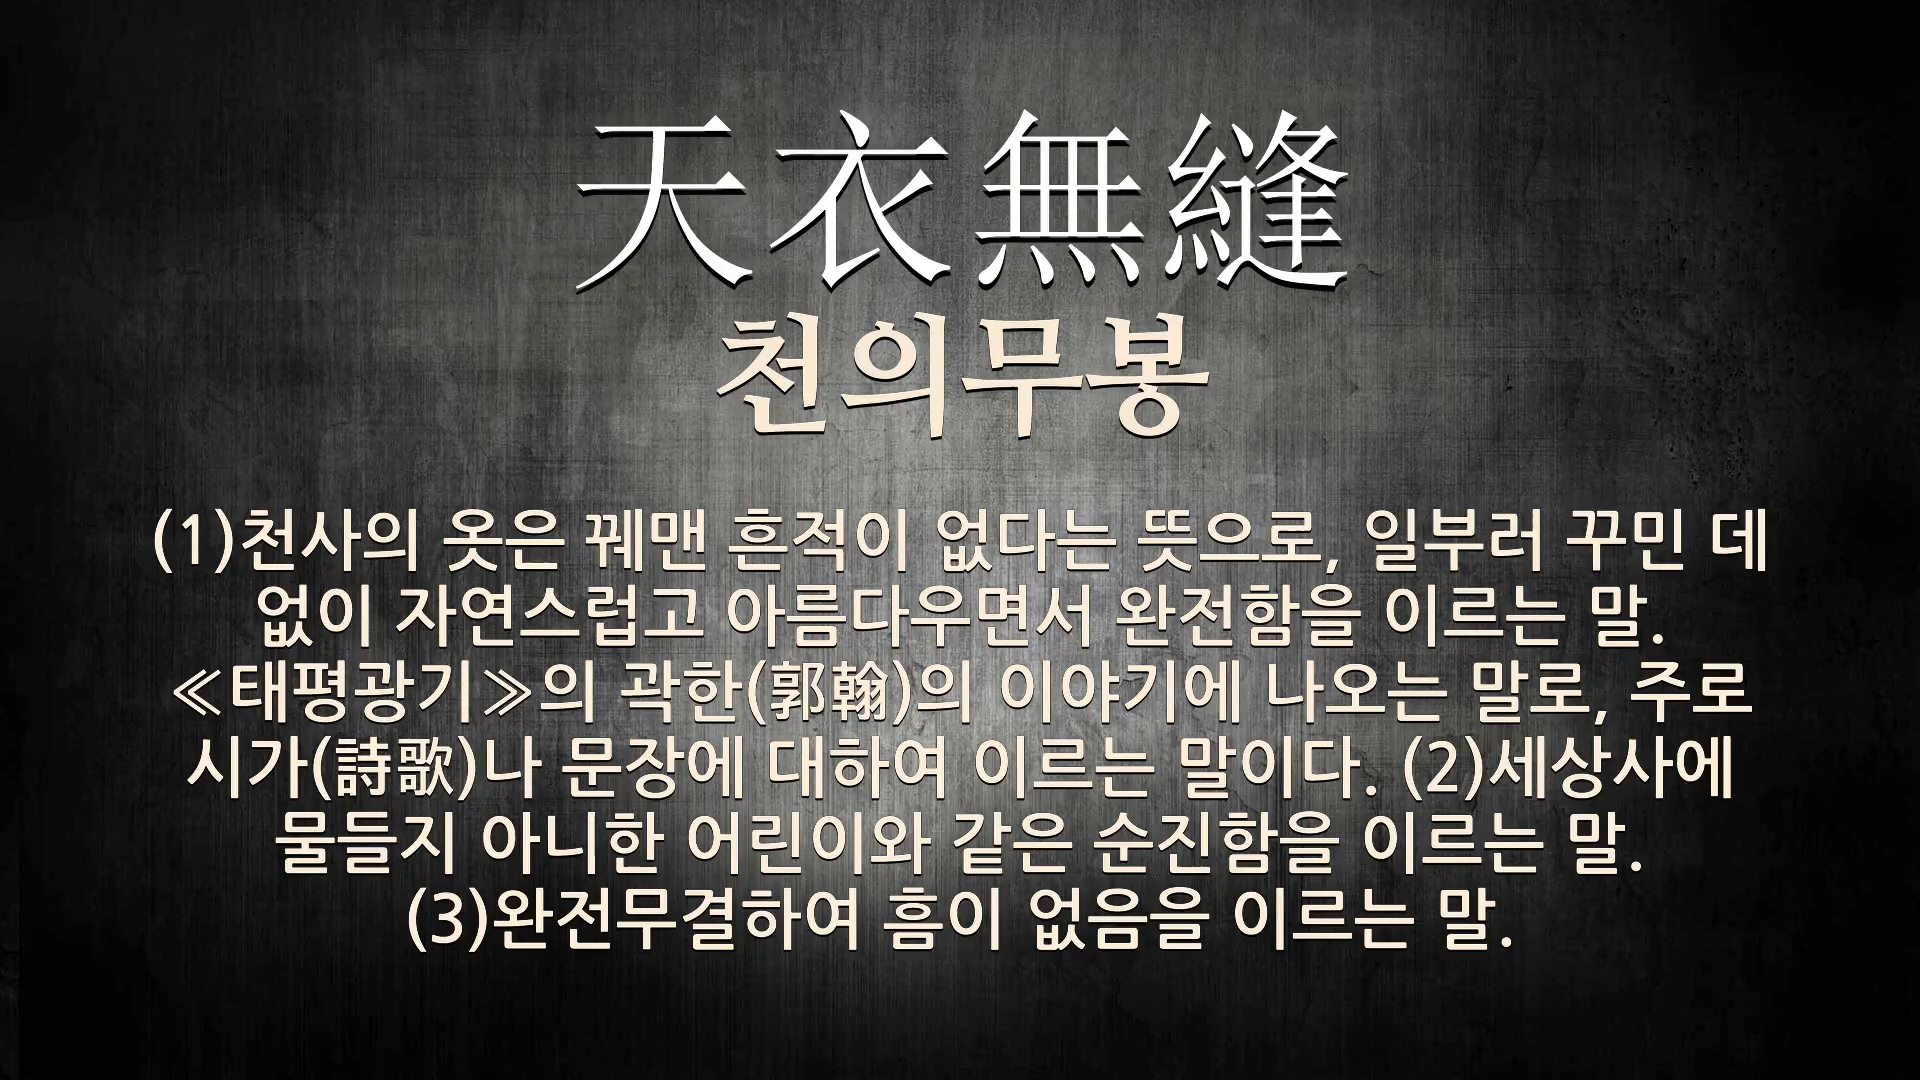 天衣無縫
천의무봉
(1)천사의 옷은 꿰맨 흔적이 없다는 뜻으로, 일부러 꾸민 데
없이 자연스럽고 아름다우면서 완전함을 이르는 말.
≪태평광기≫의 곽한(郭翰)의 이야기에 나오는 말로, 주로
시가(詩歌)나 문장에 대하여 이르는 말이다. (2)세상사에
물들지 아니한 어린이와 같은 순진함을 이르는 말.
(3)완전무결하여 흠이 없음을 이르는 말.